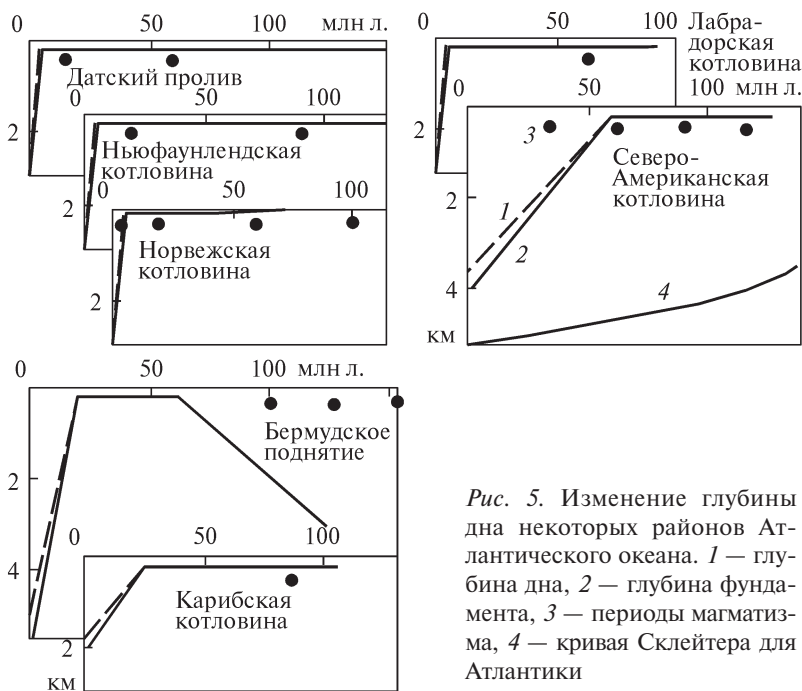 0 50 100 млн л.
Датский пролив
2
0 50 100
Ньюфаунлендская
котловина
2
50 100
Норвежская
котловина
2
0 50 100 Лабра-
дорская
котловина
2
0 50 100 млн л.
3
Северо-
Американская
котловина
2
1
2
4
4
км
0 50 100 млн л.
Бермудское
поднятие
2
4
0 50 100
Карибская
котловина
2
км
Рис. 5. Изменение глубины
дна некоторых районов Ат-
лантического океана. 1 — глу-
бина дна, 2 — глубина фунда-
мента, 3 — периоды магматиз-
ма, 4 — кривая Склейтера для
Атлантики